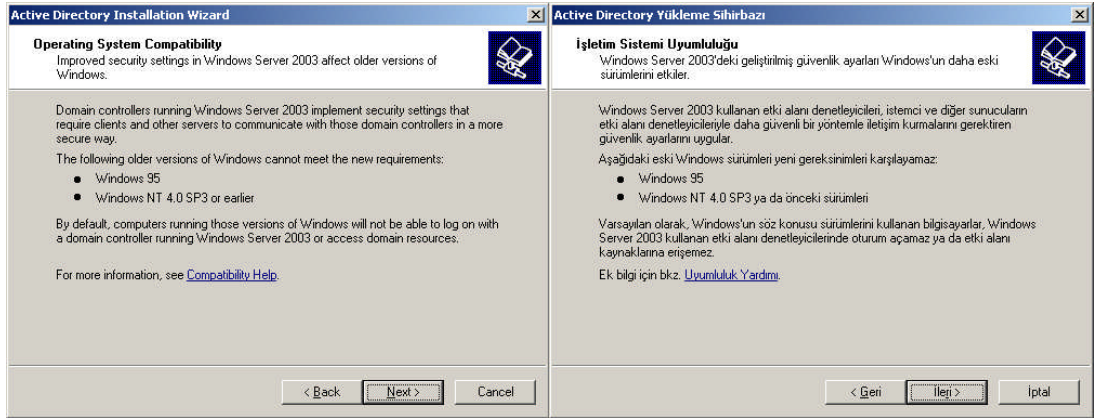 Active Directory Installation Wizard
Operating System Compatibility
Improved security settings in Windows Server 2003 affect older versions of
Windows.
Domain controllers running Windows Server 2003 implement security settings that
require clients and other servers to communicate with those domain controllers in a more
secure way.
The following older versions of Windows cannot meet the new requirements:
• Windows 95
• Windows NT 4.0 SP3 or earlier
By default, computers running those versions of Windows will not be able to log on with
a domain controller running Windows Server 2003 or access domain resources.
For more information, see Compatibility Help.
< Back Next > Cancel
Active Directory Yükleme Sihirbazı
İşletim Sistemi Uyumluluğu
Windows Server 2003'deki geliştirilmiş güvenlik ayarları Windows'un daha eski
sürümlerini etkiler.
Windows Server 2003 kullanan etki alanı denetleyicileri, istemci ve diğer sunucuların
etki alanı denetleyicileriyle daha güvenli bir yöntemle iletişim kurmalarını gerektiren
güvenlik ayarlarını uygular.
Aşağıdaki eski Windows sürümleri yeni gereksinimleri karşılayamaz:
• Windows 95
• Windows NT 4.0 SP3 ya da önceki sürümleri
Varsayılan olarak, Windows'un söz konusu sürümlerini kullanan bilgisayarlar, Windows
Server 2003 kullanan etki alanı denetleyicilerinde oturum açamaz ya da etki alanı
kaynaklarına erişemez.
Ek bilgi için bkz. Uyumluluk Yardımı.
< Geri İleri > İptal